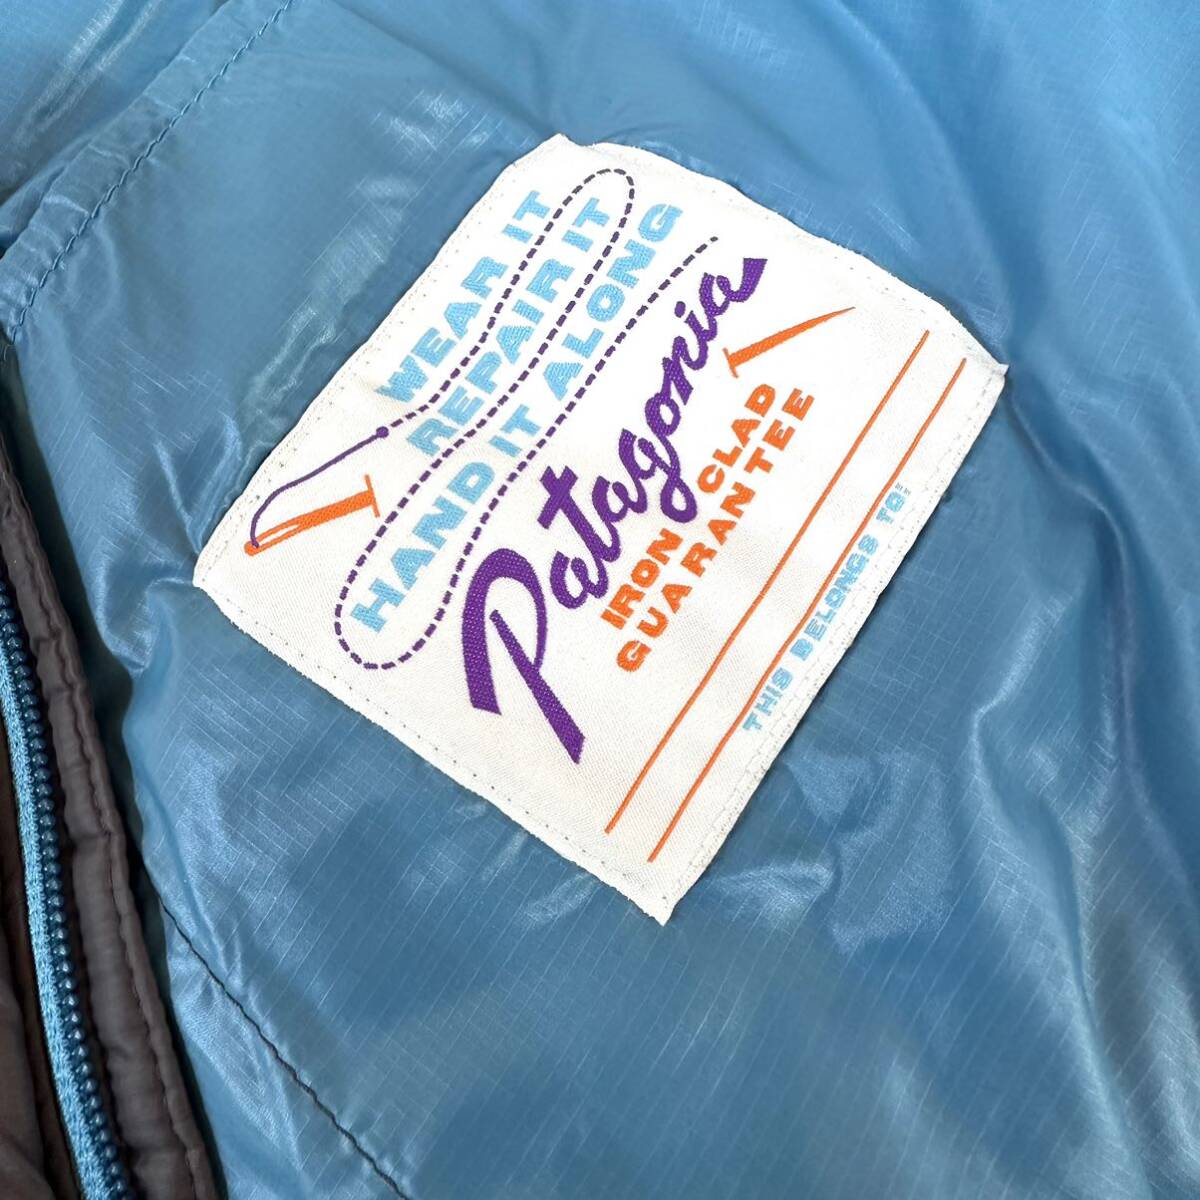 WEAR IT
REPAIR IT
HAND IT ALONG
Patagonia
IRON CLAD
GUARANTEE
THIS BELONGS TO!